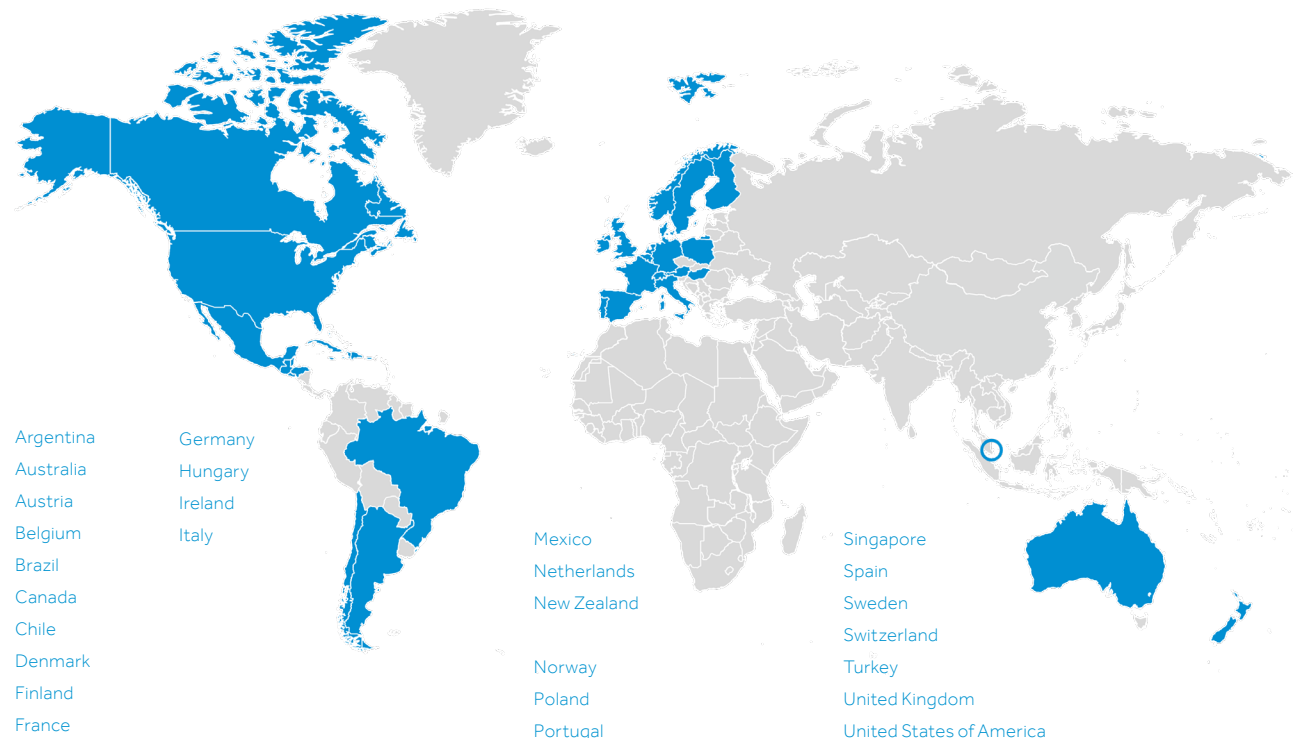 Argentina
Australia
Austria
Belgium
Brazil
Canada
Chile
Denmark
Finland
France
Germany
Hungary
Ireland
Italy
Mexico
Netherlands
New Zealand
Norway
Poland
Portugal
Singapore
Spain
Sweden
Switzerland
Turkey
United Kingdom
United States of America